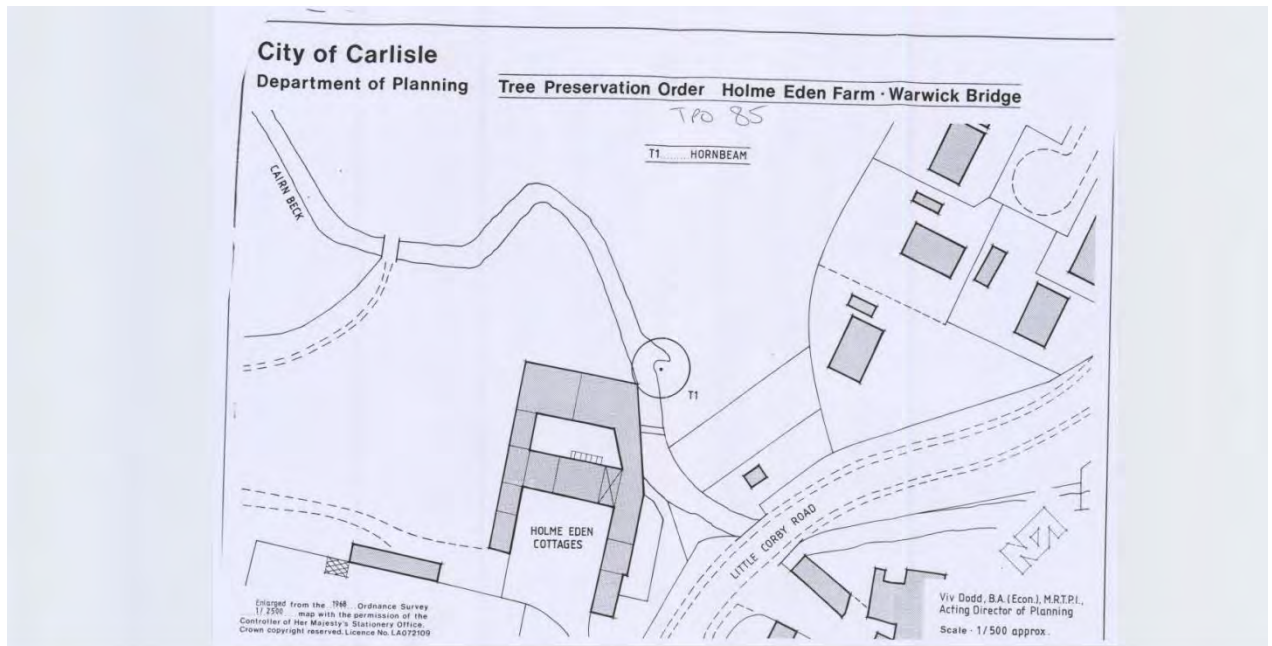 City of Carlisle
Department of Planning
Tree Preservation Order Holme Eden Farm · Warwick Bridge
TPO 85
T1........HORNBEAM
CAIRN BECK
T1
HOLME EDEN
COTTAGES
LITTLE CORBY ROAD
Enlarged from the ..1968... Ordnance Survey
..1/ 2500.... map with the permission of the
Controller of Her Majesty's Stationery Office.
Crown copyright reserved. Licence No. LA072109
Viv Dodd, B.A. (Econ.), M.R.T.P.I.,
Acting Director of Planning
Scale - 1/500 approx.